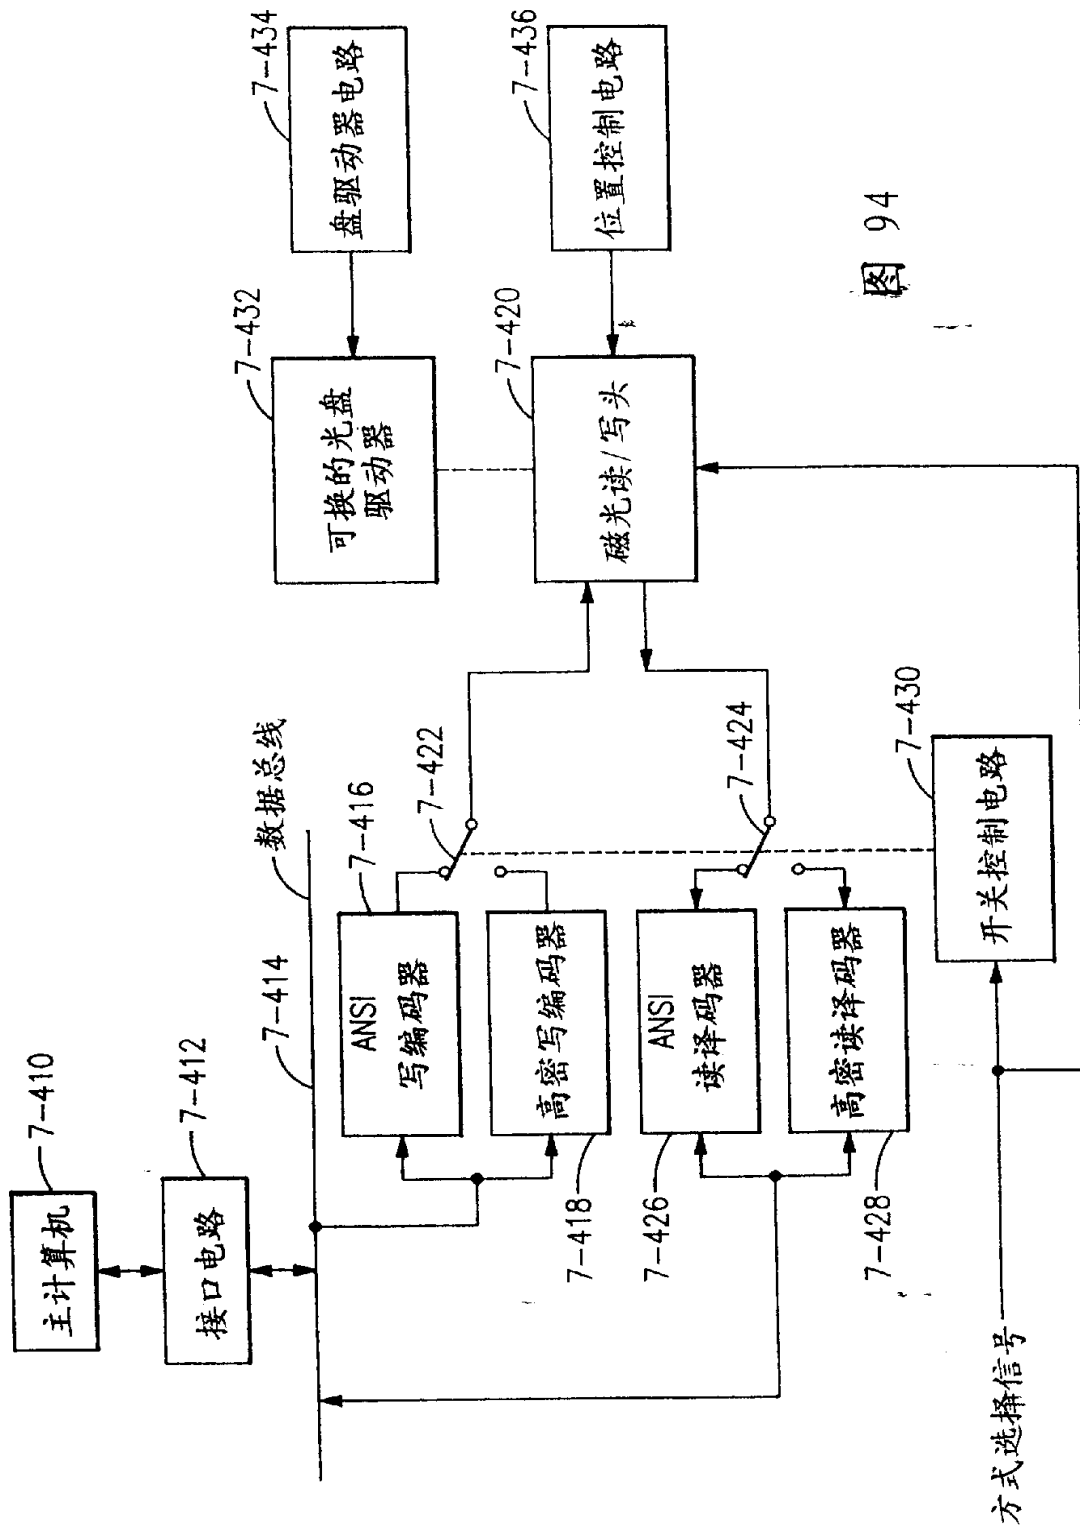 主计算机
7-410
接口电路
7-412
7-414
数据总线
ANSI
写编码器
7-416
高密写编码器
7-418
7-422
ANSI
读译码器
7-426
高密读译码器
7-428
7-424
开关控制电路
7-430
方式选择信号
可换的光盘
驱动器
7-432
盘驱动器电路
7-434
磁光读/写头
7-420
位置控制电路
7-436
图 94